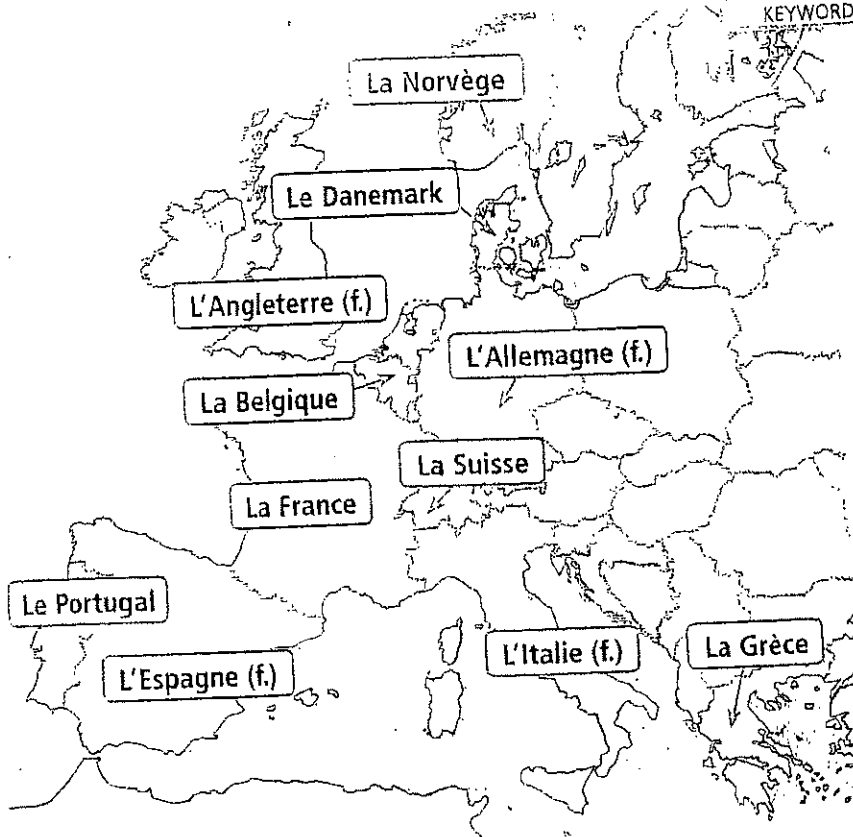 KEYWORD
La Norvège
Le Danemark
L'Angleterre (f.)
L'Allemagne (f.)
La Belgique
La Suisse
La France
Le Portugal
L'Italie (f.)
La Grèce
L'Espagne (f.)